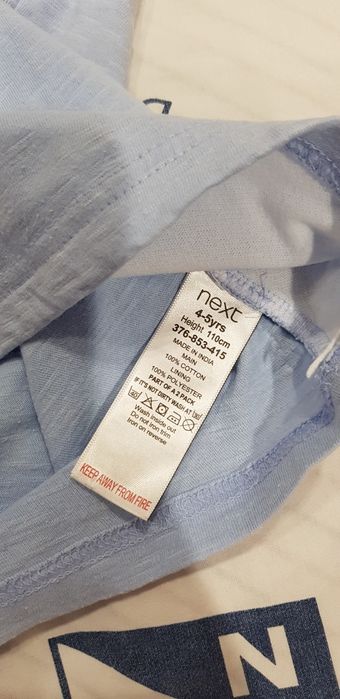 next
4-5yrs
Height 110cm
376-853-415
MADE IN INDIA
MAIN
100% COTTON
LINING
100% POLYESTER
PART OF A 2 PACK
IF IT'S NOT DIRTY WASH AT 30
Wash inside out
Do not iron trim
Iron on reverse
KEEP AWAY FROM FIRE
N